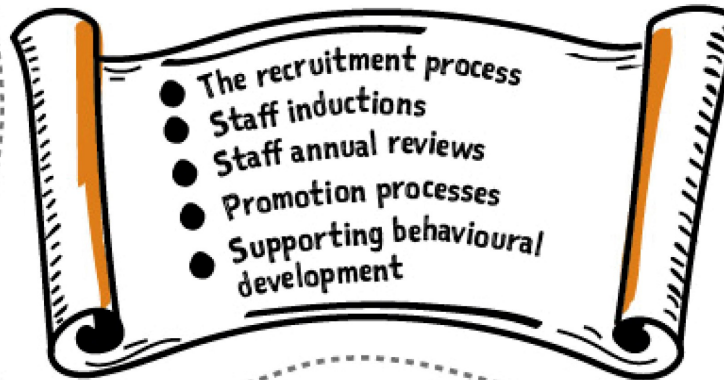 The recruitment process
Staff inductions
Staff annual reviews
Promotion processes
Supporting behavioural
development